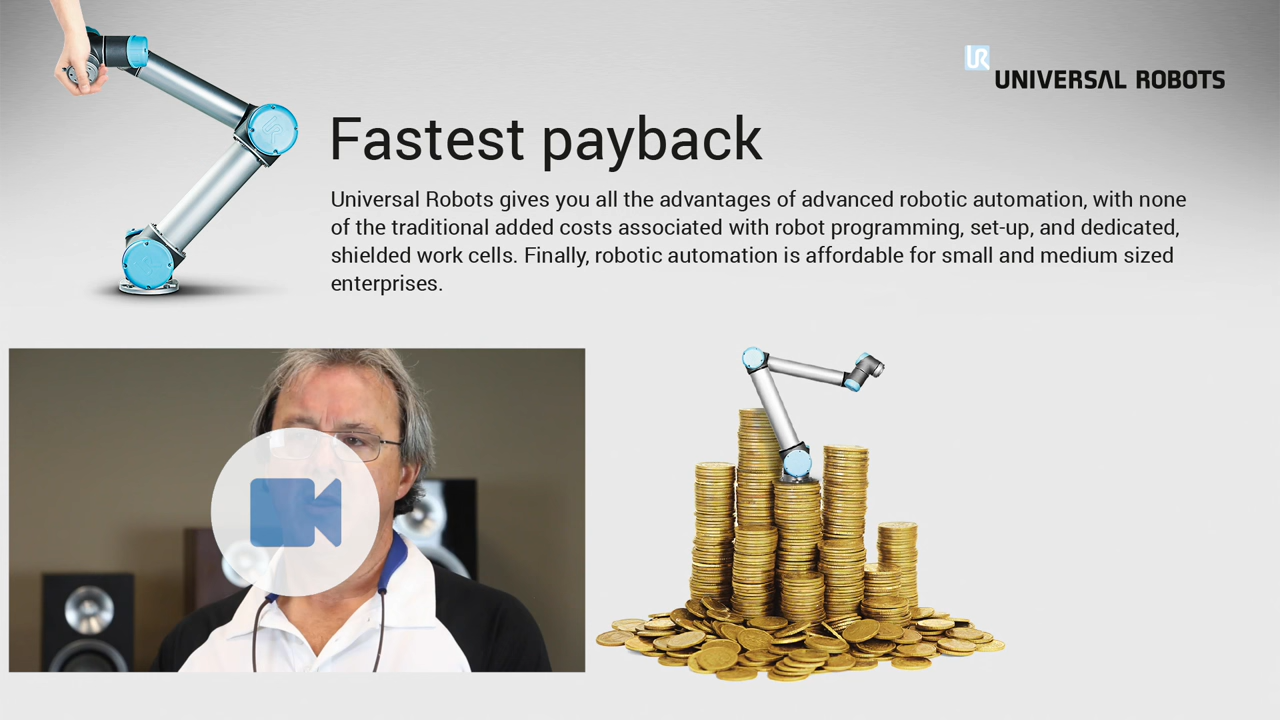 UR
UNIVERSAL ROBOTS
Fastest payback
Universal Robots gives you all the advantages of advanced robotic automation, with none
of the traditional added costs associated with robot programming, set-up, and dedicated,
shielded work cells. Finally, robotic automation is affordable for small and medium sized
enterprises.